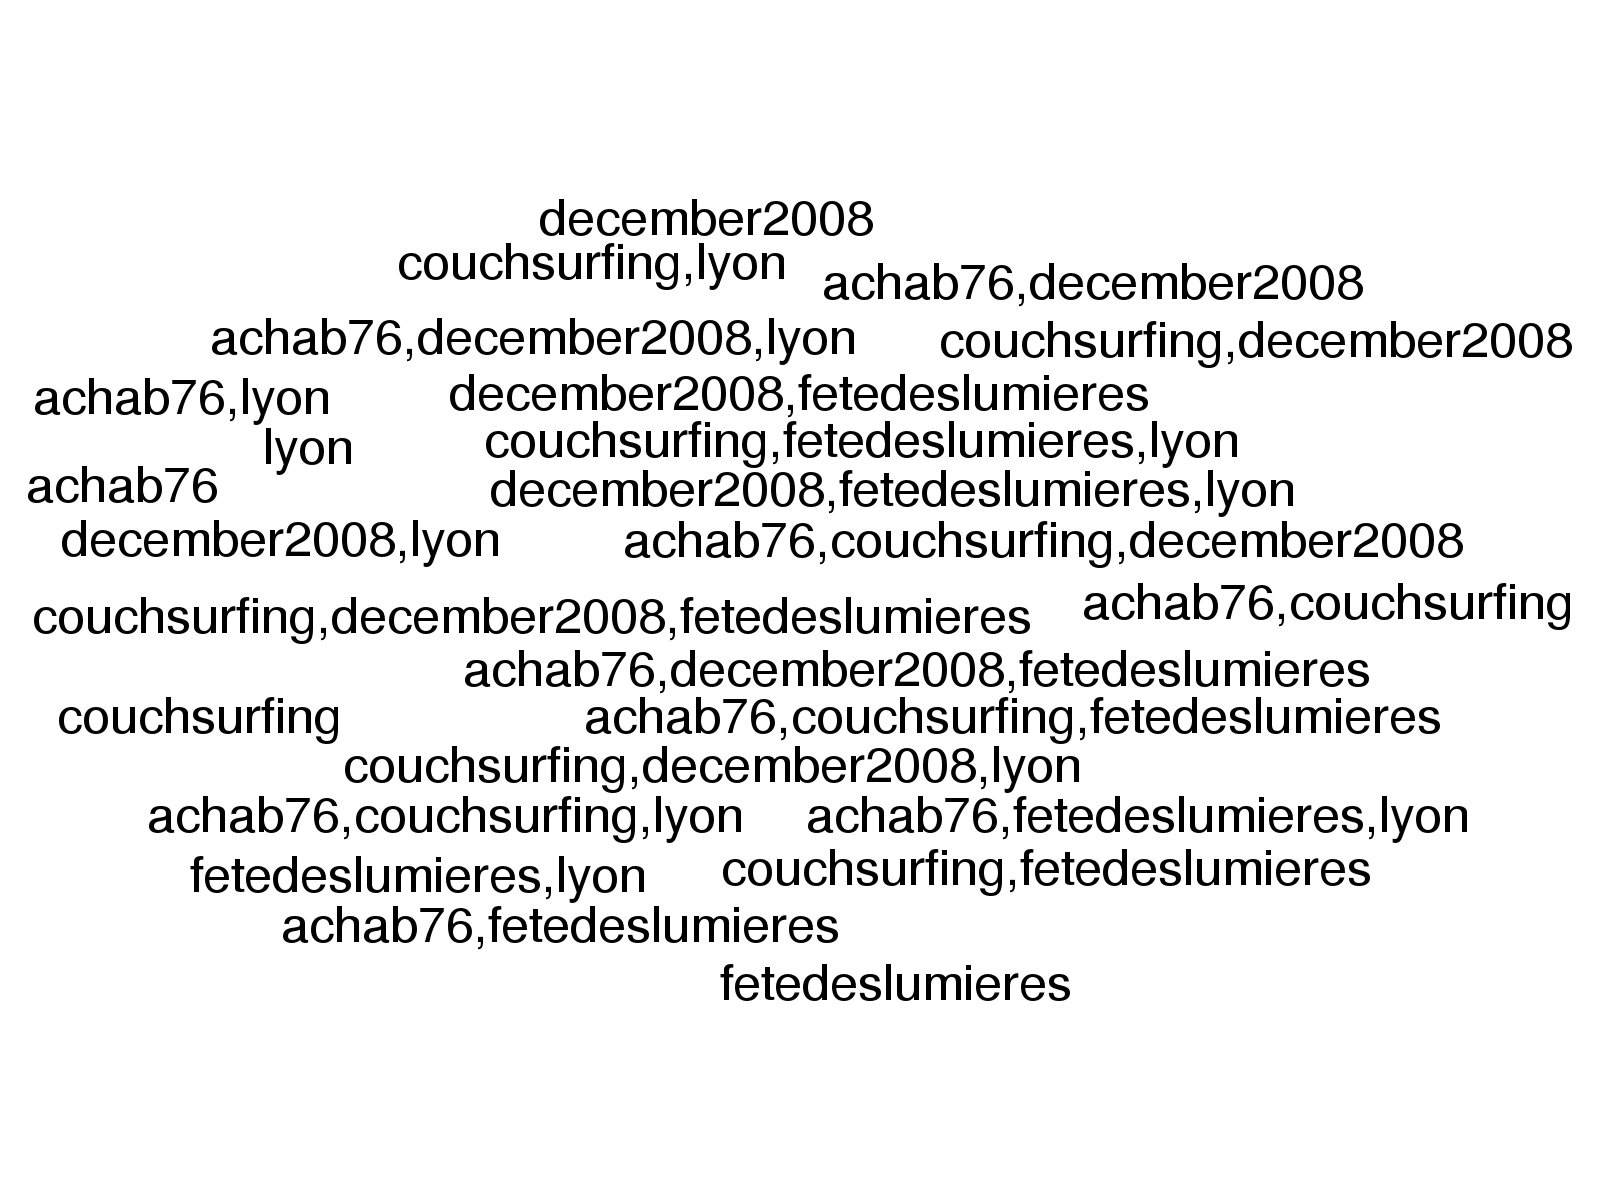 december2008
couchsurfing,lyon
achab76,december2008
achab76,december2008,lyon
couchsurfing,december2008
achab76,lyon
december2008,fetedeslumieres
lyon
couchsurfing,fetedeslumieres,lyon
achab76
december2008,fetedeslumieres,lyon
december2008,lyon
achab76,couchsurfing,december2008
couchsurfing,december2008,fetedeslumieres
achab76,couchsurfing
achab76,december2008,fetedeslumieres
couchsurfing
achab76,couchsurfing,fetedeslumieres
couchsurfing,december2008,lyon
achab76,couchsurfing,lyon
achab76,fetedeslumieres,lyon
fetedeslumieres,lyon
couchsurfing,fetedeslumieres
achab76,fetedeslumieres
fetedeslumieres